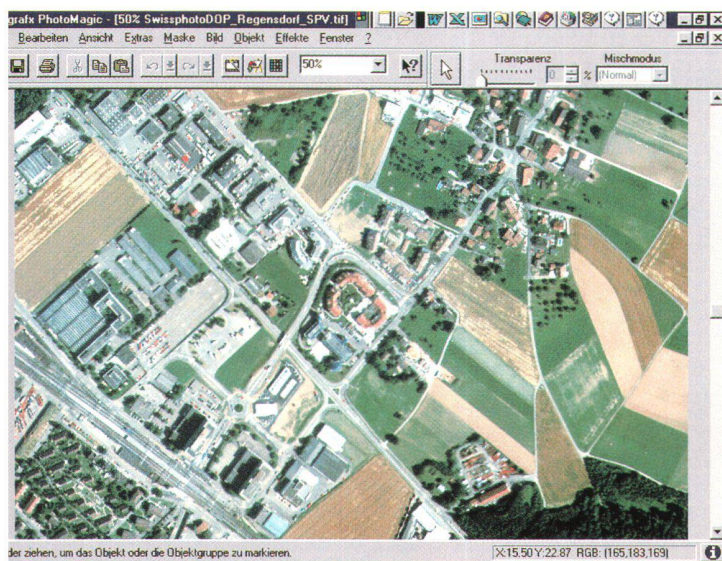 grafx PhotoMagic - [50% SwissphotoDOP_Regensdorf_SPV.tif]
Bearbeiten Ansicht Extras Maske Bild Objekt Effekte Fenster ?
50%
Transparenz
0 %
Mischmodus
(Normal)
der ziehen, um das Objekt oder die Objektgruppe zu markieren.
X:15.50 Y:22.87 RGB: (165,183,169)